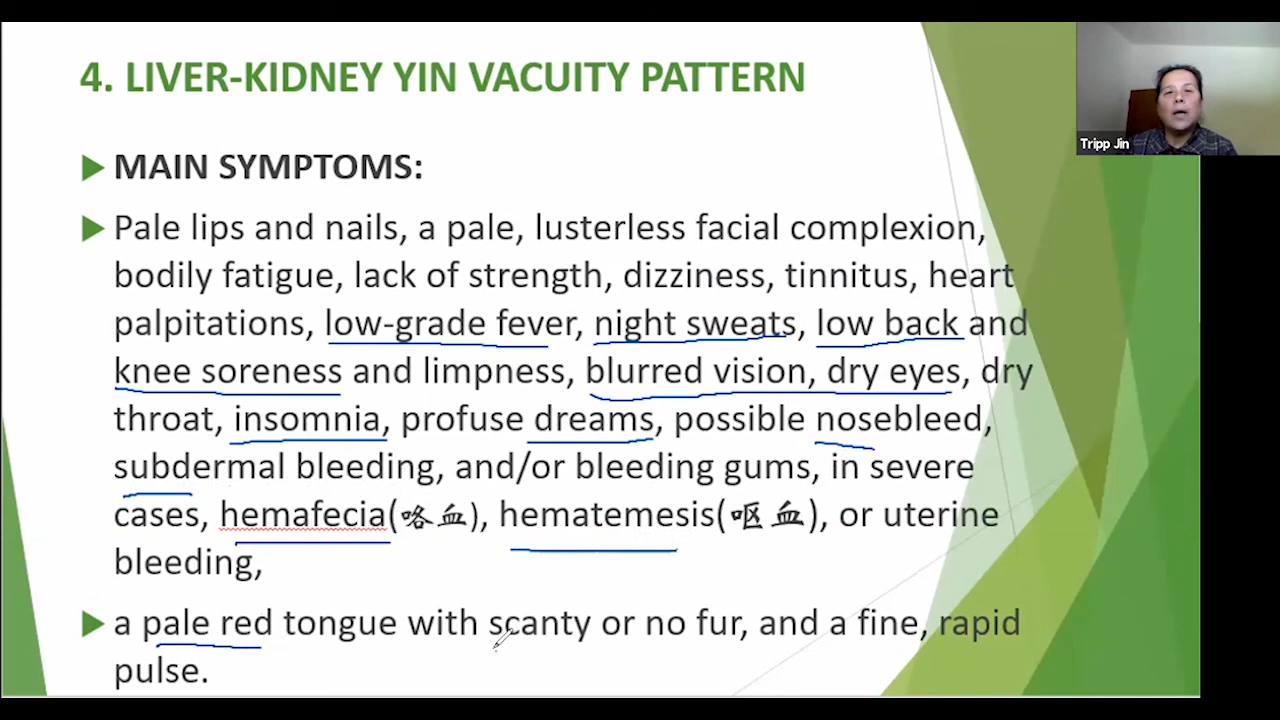 4. LIVER-KIDNEY YIN VACUITY PATTERN
Tripp Jin
MAIN SYMPTOMS:
Pale lips and nails, a pale, lusterless facial complexion,
bodily fatigue, lack of strength, dizziness, tinnitus, heart
palpitations, low-grade fever, night sweats, low back and
knee soreness and limpness, blurred vision, dry eyes, dry
throat, insomnia, profuse dreams, possible nosebleed,
subdermal bleeding, and/or bleeding gums, in severe
cases, hemafecia(咯血), hematemesis(呕血), or uterine
bleeding,
a pale red tongue with scanty or no fur, and a fine, rapid
pulse.